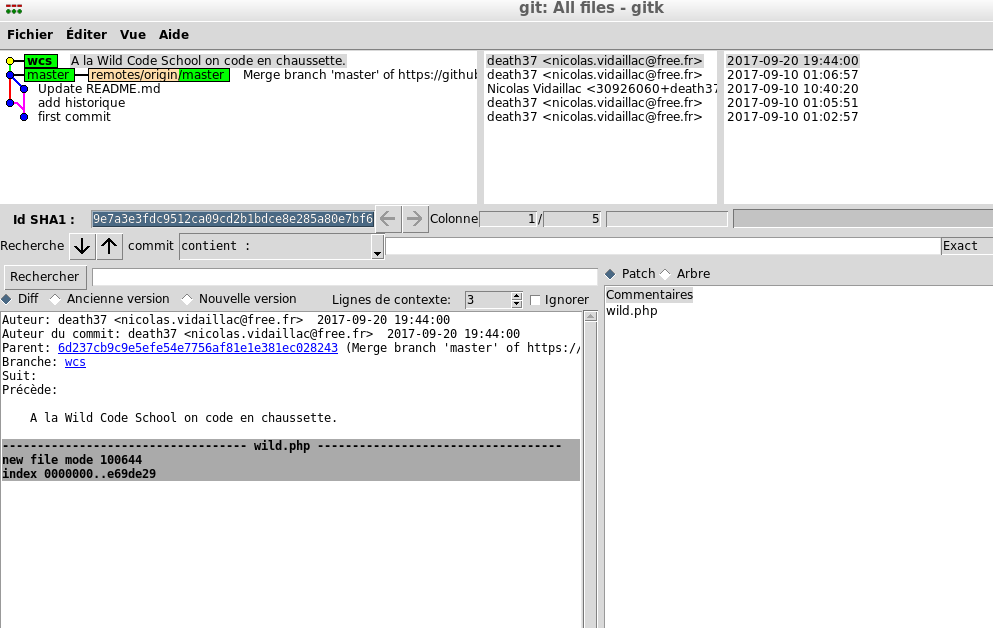 git: All files - gitk
Fichier Éditer Vue Aide
wcs A la Wild Code School on code en chaussette. death37 <nicolas.vidaillac@free.fr> 2017-09-20 19:44:00
master remotes/origin/master Merge branch 'master' of https://githul death37 <nicolas.vidaillac@free.fr> 2017-09-10 01:06:57
Update README.md Nicolas Vidaillac <30926060+death37 2017-09-10 10:40:20
add historique death37 <nicolas.vidaillac@free.fr> 2017-09-10 01:05:51
first commit death37 <nicolas.vidaillac@free.fr> 2017-09-10 01:02:57
Id SHA1 : 9e7a3e3fdc9512ca09cd2b1bdce8e285a80e7bf6 Colonne 1/ 5
Recherche commit contient : Exact
Rechercher
Patch Arbre
Diff Ancienne version Nouvelle version Lignes de contexte: 3 Ignorer
Commentaires
wild.php
Auteur: death37 <nicolas.vidaillac@free.fr> 2017-09-20 19:44:00
Auteur du commit: death37 <nicolas.vidaillac@free.fr> 2017-09-20 19:44:00
Parent: 6d237cb9c9e5efe54e7756af81e1e381ec028243 (Merge branch 'master' of https:/
Branche: wcs
Suit:
Précède:
A la Wild Code School on code en chaussette.
----------------------------------- wild.php -----------------------------------
new file mode 100644
index 0000000..e69de29